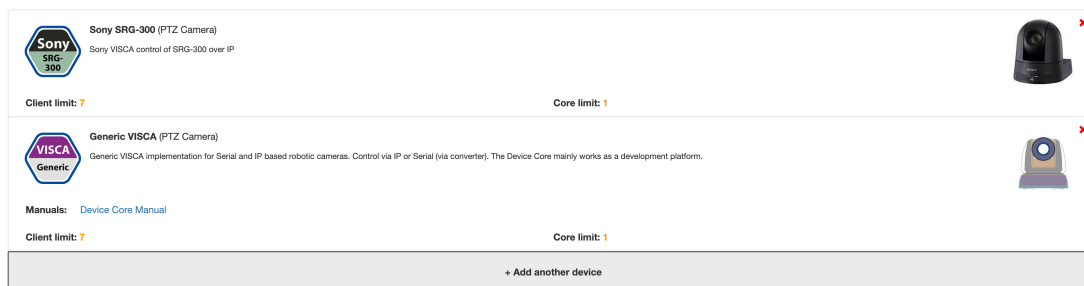 Sony SRG-300 (PTZ Camera)
Sony
SRG-
300
Sony VISCA control of SRG-300 over IP
SONY
Client limit: 7 Core limit: 1
Generic VISCA (PTZ Camera)
VISCA
Generic
Generic VISCA implementation for Serial and IP based robotic cameras. Control via IP or Serial (via converter). The Device Core mainly works as a development platform.
Manuals: Device Core Manual
Client limit: 7 Core limit: 1
+ Add another device